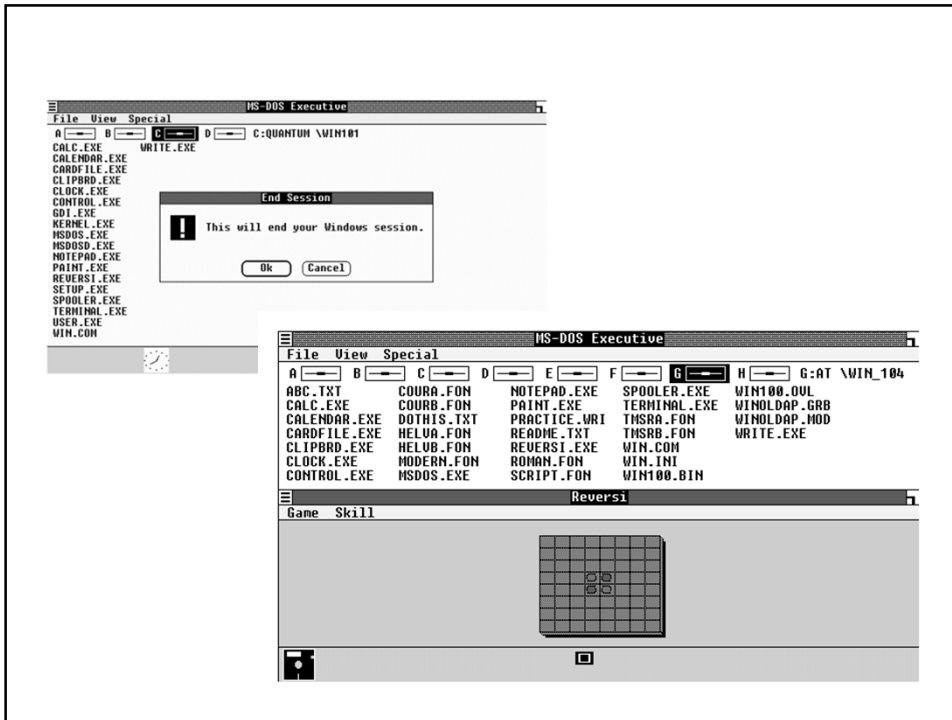 MS-DOS Executive
File View Special
A B C D C:QUANTUM \WIN101
CALC.EXE WRITE.EXE
CALENDAR.EXE
CARDFILE.EXE
CLIPBRD.EXE
CLOCK.EXE
CONTROL.EXE
GDI.EXE
KERNEL.EXE
MSDOS.EXE
MSDOSD.EXE
NOTEPAD.EXE
PAINT.EXE
REVERSI.EXE
SETUP.EXE
SPOOLER.EXE
TERMINAL.EXE
USER.EXE
WIN.COM
End Session
! This will end your Windows session.
Ok Cancel
MS-DOS Executive
File View Special
A B C D E F G H G:AT \WIN_104
ABC.TXT COURA.FON NOTEPAD.EXE SPOOLER.EXE WIN100.OVL
CALC.EXE COURB.FON PAINT.EXE TERMINAL.EXE WINOLDAP.GRB
CALENDAR.EXE DOTHIS.TXT PRACTICE.WRI TMSRA.FON WINOLDAP.MOD
CARDFILE.EXE HELVA.FON README.TXT TMSRB.FON WRITE.EXE
CLIPBRD.EXE HELVB.FON REVERSI.EXE WIN.COM
CLOCK.EXE MODERN.FON ROMAN.FON WIN.INI
CONTROL.EXE MSDOS.EXE SCRIPT.FON WIN100.BIN
Reversi
Game Skill